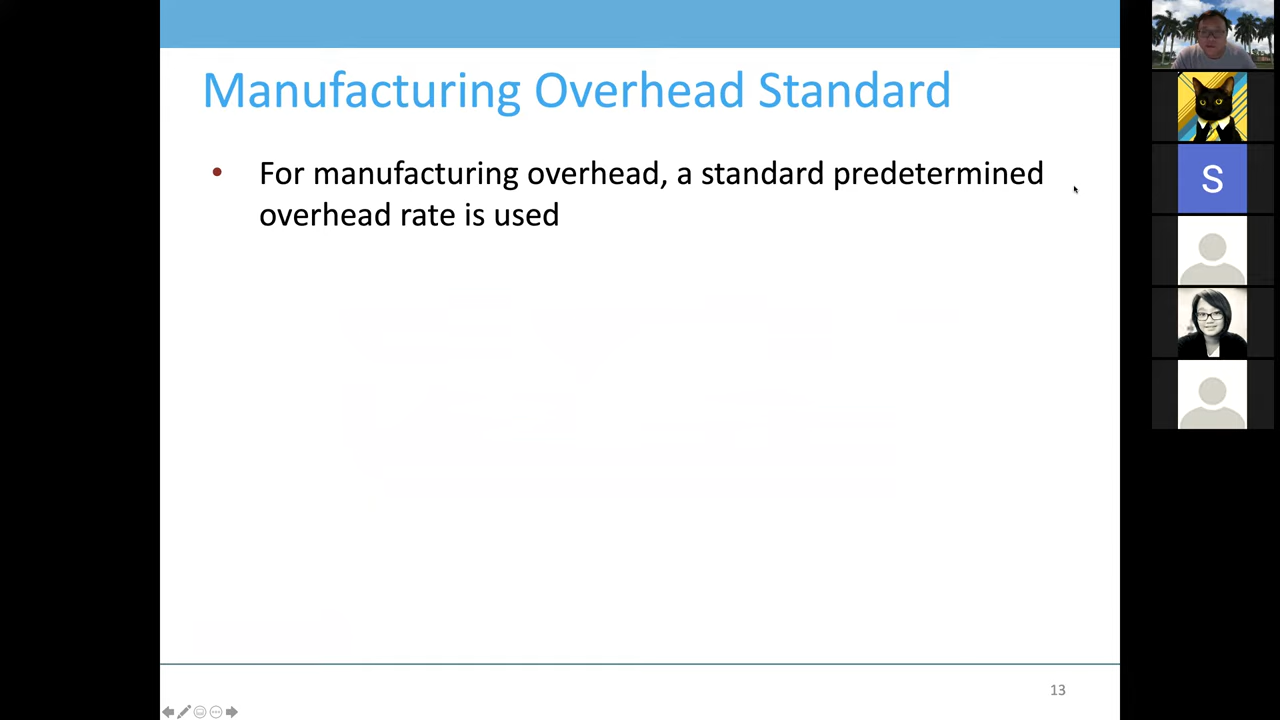 Manufacturing Overhead Standard
• For manufacturing overhead, a standard predetermined
overhead rate is used
S
13